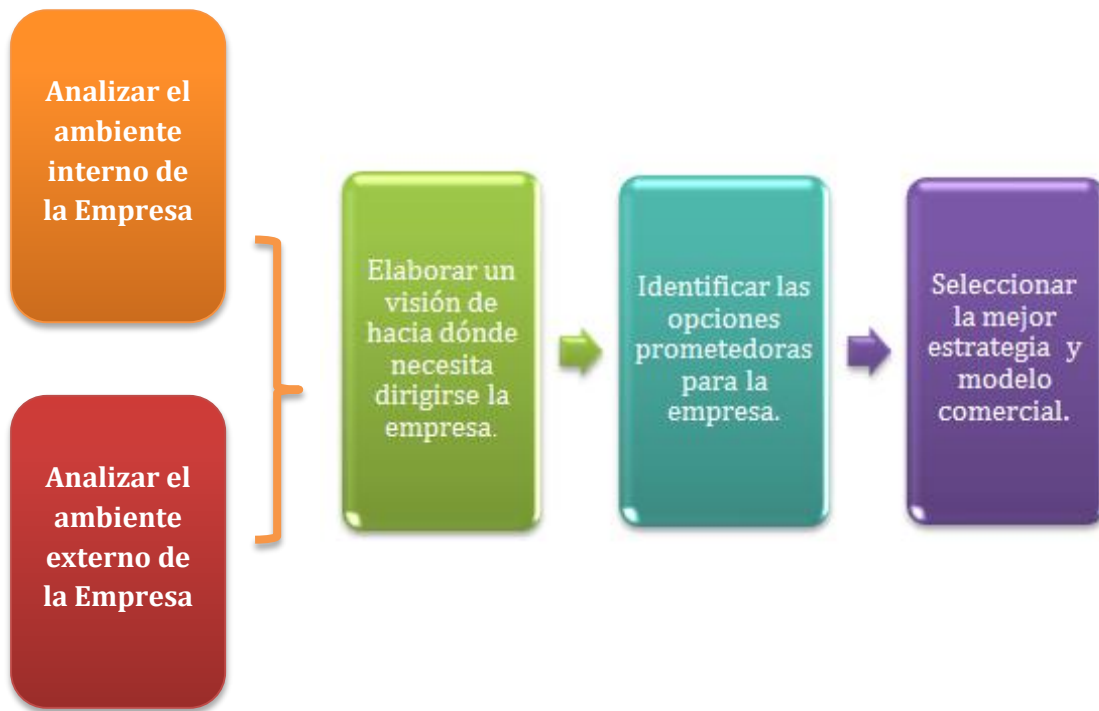 Analizar el
ambiente
interno de
la Empresa
Analizar el
ambiente
externo de
la Empresa
Elaborar un
visión de
hacia dónde
necesita
dirigirse la
empresa.
Identificar las
opciones
prometedoras
para la
empresa.
Seleccionar
la mejor
estrategia y
modelo
comercial.